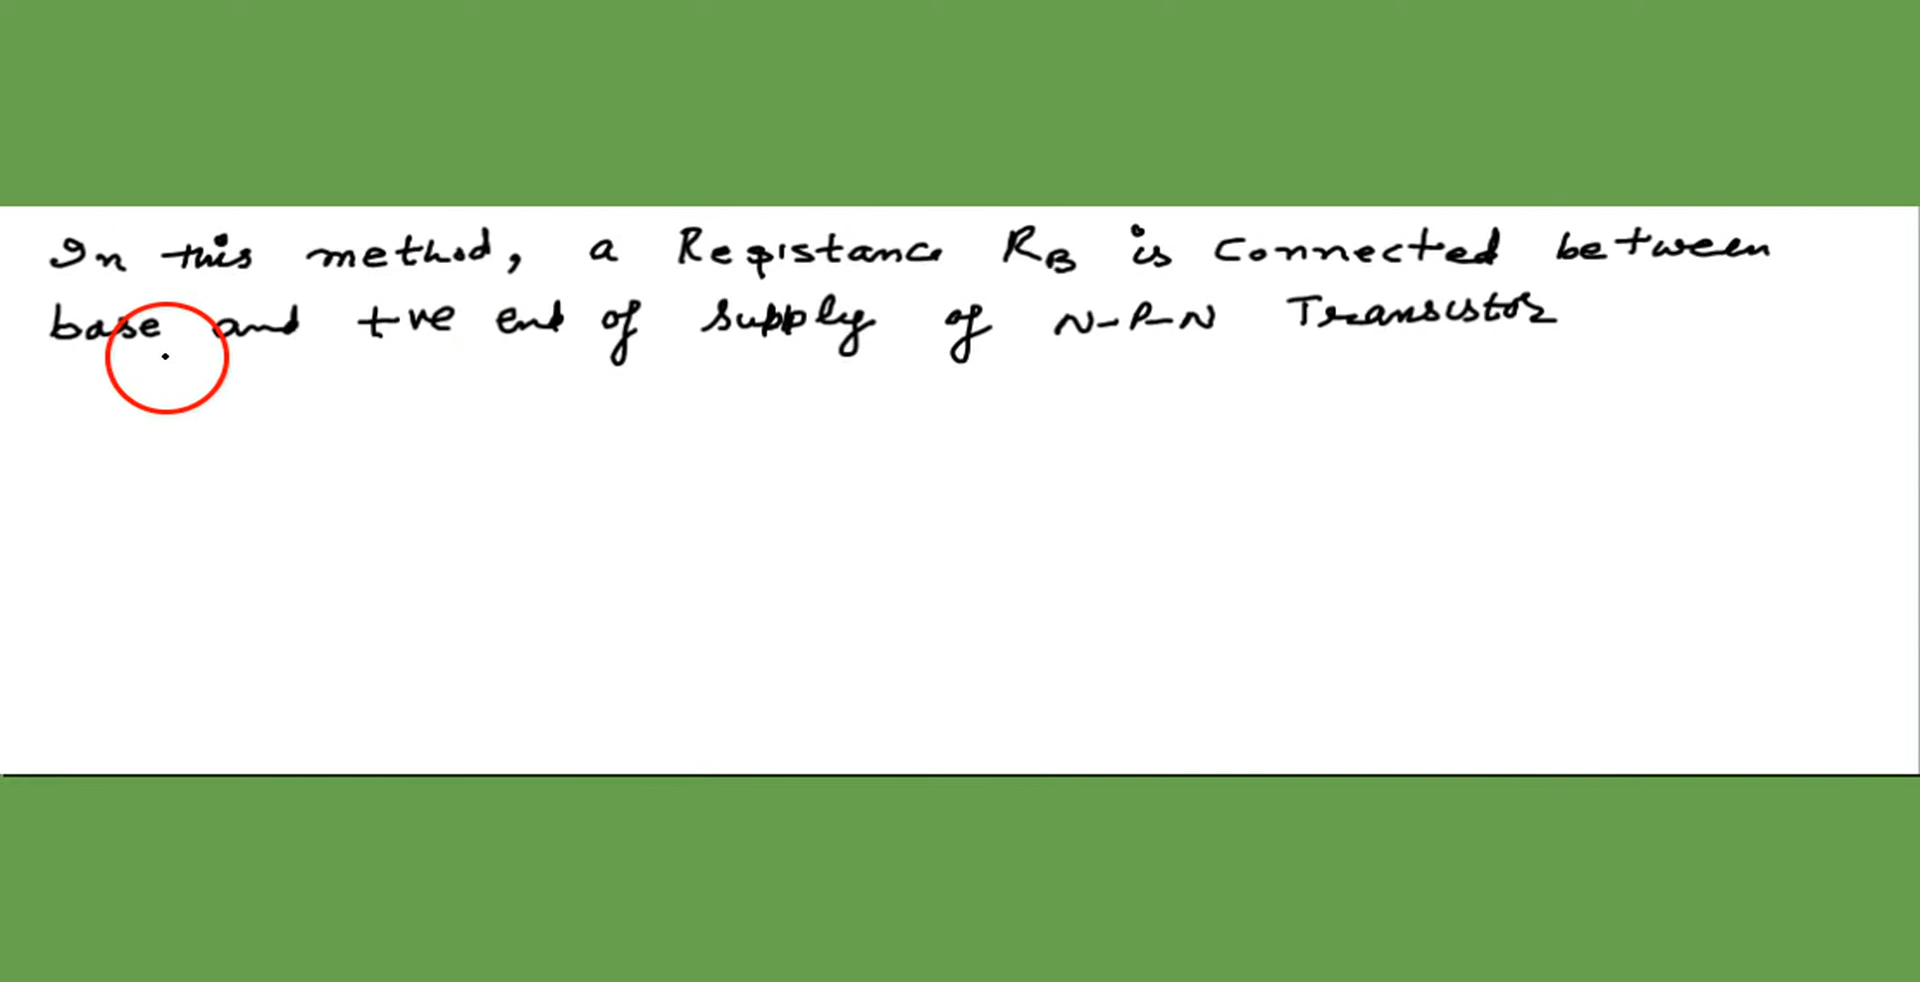 In this method, a Resistance RB is Connected between
base and +ve end of supply of N-P-N Transistor